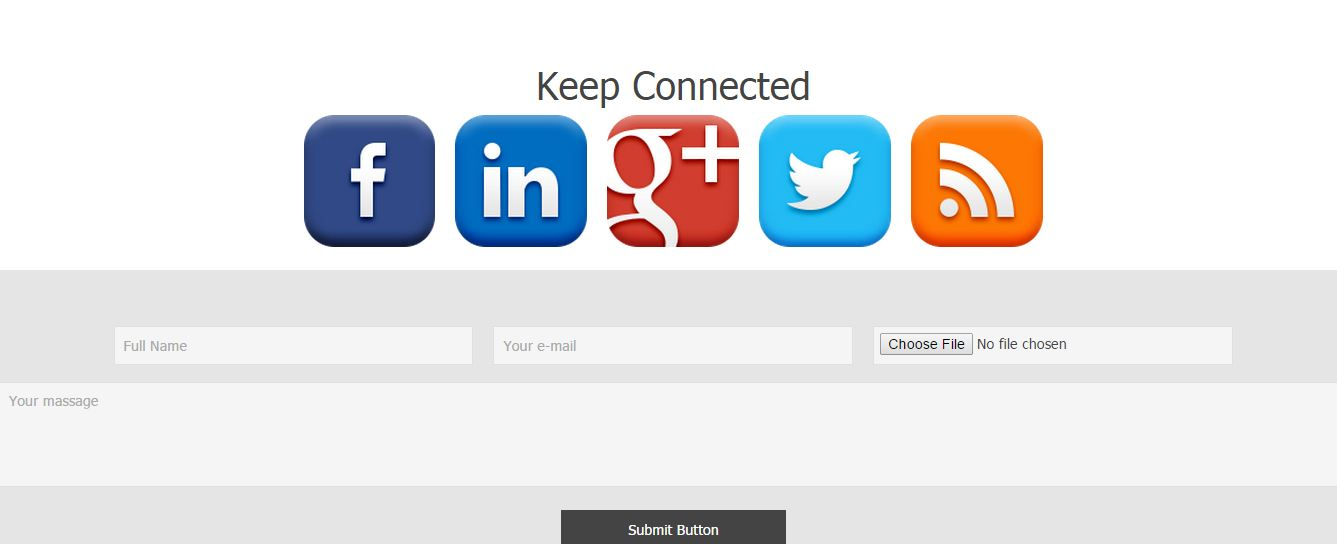 Keep Connected
f in g+
Full Name Your e-mail Choose File No file chosen
Your massage
Submit Button